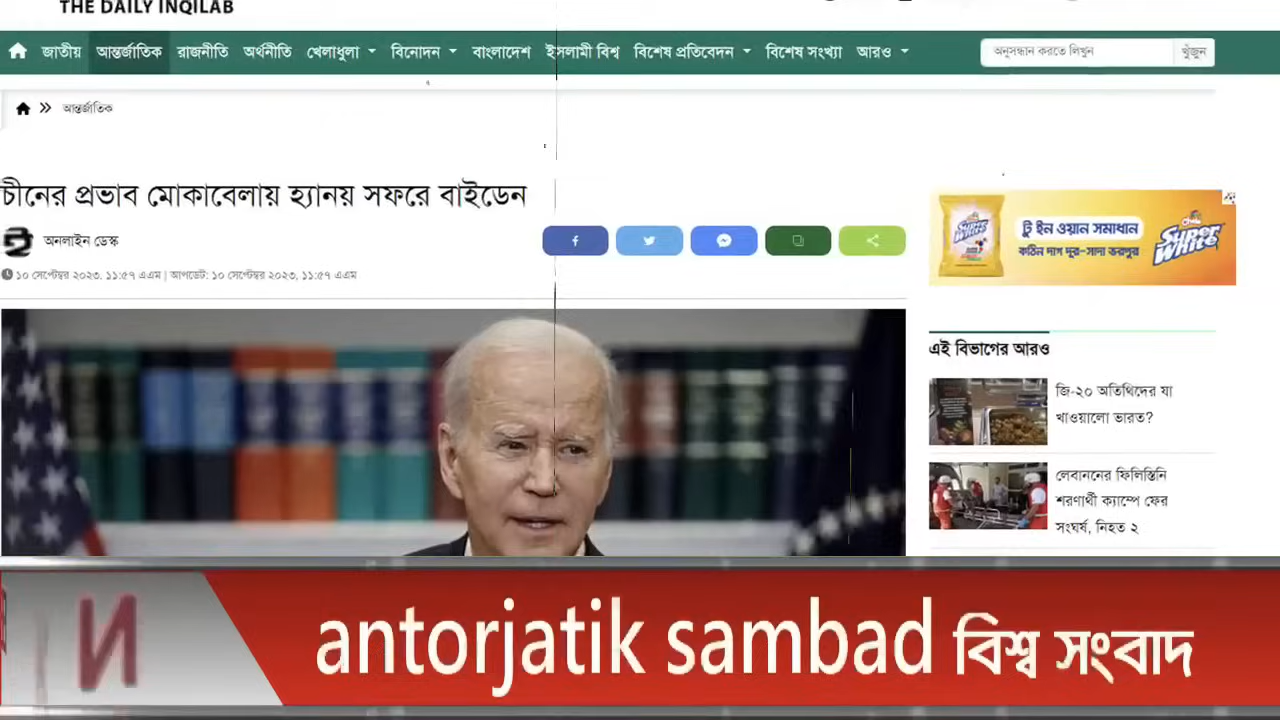 THE DAILY INQILAB
জাতীয় আন্তর্জাতিক রাজনীতি অর্থনীতি খেলাধুলা বিনোদন বাংলাদেশ ইসলামী বিশ্ব বিশেষ প্রতিবেদন বিশেষ সংখ্যা আরও অনুসন্ধান করতে লিখুন খুঁজুন
আন্তর্জাতিক
চীনের প্রভাব মোকাবেলায় হ্যানয় সফরে বাইডেন
অনলাইন ডেস্ক
১০ সেপ্টেম্বর ২০২৩, ১১:৫৭ এএম | আপডেট: ১০ সেপ্টেম্বর ২০২৩, ১১:৫৭ এএম
টু ইন ওয়ান সমাধান
কঠিন দাগ দূর-সাদা ভরপুর
SUPER WHITE
এই বিভাগের আরও
জি-২০ অতিথিদের যা
খাওয়ালো ভারত?
লেবাননের ফিলিস্তিনি
শরণার্থী ক্যাম্পে ফের
সংঘর্ষ, নিহত ২
antorjatik sambad বিশ্ব সংবাদ